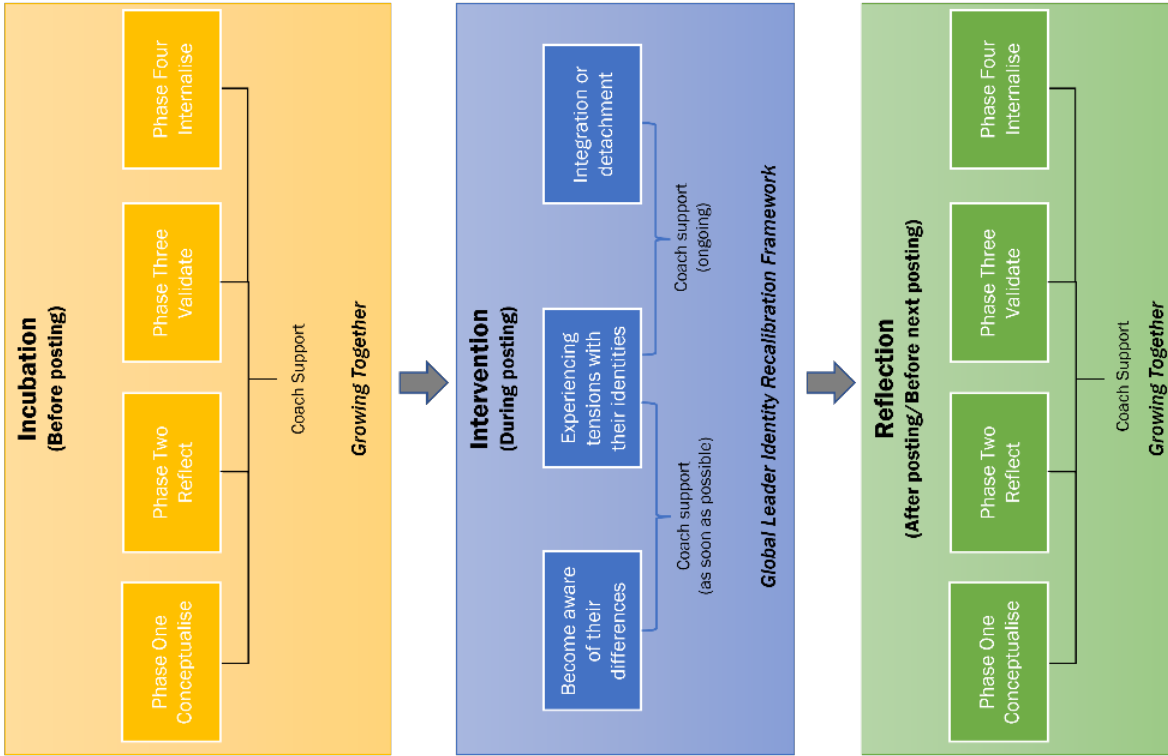 Incubation
(Before posting)
Phase One
Conceptualise
Phase Two
Reflect
Phase Three
Validate
Phase Four
Internalise
Coach Support
Growing Together
Intervention
(During posting)
Become aware
of their
differences
Experiencing
tensions with
their identities
Integration or
detachment
Coach support
(as soon as possible)
Coach support
(ongoing)
Global Leader Identity Recalibration Framework
Reflection
(After posting/Before next posting)
Phase One
Conceptualise
Phase Two
Reflect
Phase Three
Validate
Phase Four
Internalise
Coach Support
Growing Together